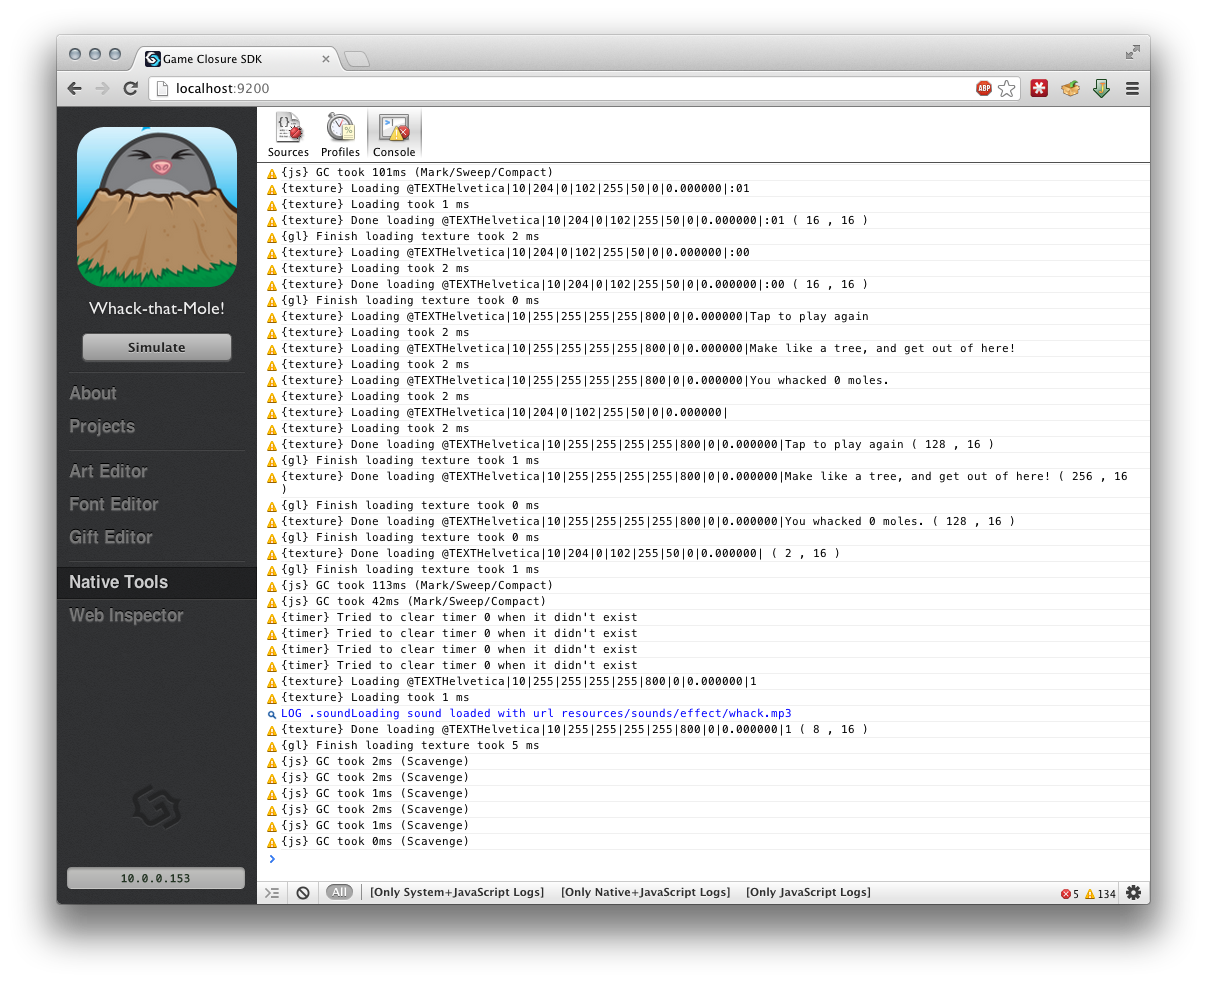 Game Closure SDK
localhost:9200
ABP
Whack-that-Mole!
Simulate
About
Projects
Art Editor
Font Editor
Gift Editor
Native Tools
Web Inspector
10.0.0.153
Sources
Profiles
Console
{js} GC took 101ms (Mark/Sweep/Compact)
{texture} Loading @TEXTHelvetica|10|204|0|102|255|50|0|0.000000|:01
{texture} Loading took 1 ms
{texture} Done loading @TEXTHelvetica|10|204|0|102|255|50|0|0.000000|:01 ( 16 , 16 )
{gl} Finish loading texture took 2 ms
{texture} Loading @TEXTHelvetica|10|204|0|102|255|50|0|0.000000|:00
{texture} Loading took 2 ms
{texture} Done loading @TEXTHelvetica|10|204|0|102|255|50|0|0.000000|:00 ( 16 , 16 )
{gl} Finish loading texture took 0 ms
{texture} Loading @TEXTHelvetica|10|255|255|255|255|800|0|0.000000|Tap to play again
{texture} Loading took 2 ms
{texture} Loading @TEXTHelvetica|10|255|255|255|255|800|0|0.000000|Make like a tree, and get out of here!
{texture} Loading took 2 ms
{texture} Loading @TEXTHelvetica|10|255|255|255|255|800|0|0.000000|You whacked 0 moles.
{texture} Loading took 2 ms
{texture} Loading @TEXTHelvetica|10|204|0|102|255|50|0|0.000000|
{texture} Loading took 2 ms
{texture} Done loading @TEXTHelvetica|10|255|255|255|255|800|0|0.000000|Tap to play again ( 128 , 16 )
{gl} Finish loading texture took 1 ms
{texture} Done loading @TEXTHelvetica|10|255|255|255|255|800|0|0.000000|Make like a tree, and get out of here! ( 256 , 16
)
{gl} Finish loading texture took 0 ms
{texture} Done loading @TEXTHelvetica|10|255|255|255|255|800|0|0.000000|You whacked 0 moles. ( 128 , 16 )
{gl} Finish loading texture took 0 ms
{texture} Done loading @TEXTHelvetica|10|204|0|102|255|50|0|0.000000| ( 2 , 16 )
{gl} Finish loading texture took 1 ms
{js} GC took 113ms (Mark/Sweep/Compact)
{js} GC took 42ms (Mark/Sweep/Compact)
{timer} Tried to clear timer 0 when it didn't exist
{timer} Tried to clear timer 0 when it didn't exist
{timer} Tried to clear timer 0 when it didn't exist
{timer} Tried to clear timer 0 when it didn't exist
{texture} Loading @TEXTHelvetica|10|255|255|255|255|800|0|0.000000|1
{texture} Loading took 1 ms
LOG .soundLoading sound loaded with url resources/sounds/effect/whack.mp3
{texture} Done loading @TEXTHelvetica|10|255|255|255|255|800|0|0.000000|1 ( 8 , 16 )
{gl} Finish loading texture took 5 ms
{js} GC took 2ms (Scavenge)
{js} GC took 2ms (Scavenge)
{js} GC took 1ms (Scavenge)
{js} GC took 2ms (Scavenge)
{js} GC took 1ms (Scavenge)
{js} GC took 0ms (Scavenge)
All [Only System+JavaScript Logs] [Only Native+JavaScript Logs] [Only JavaScript Logs] 5 134